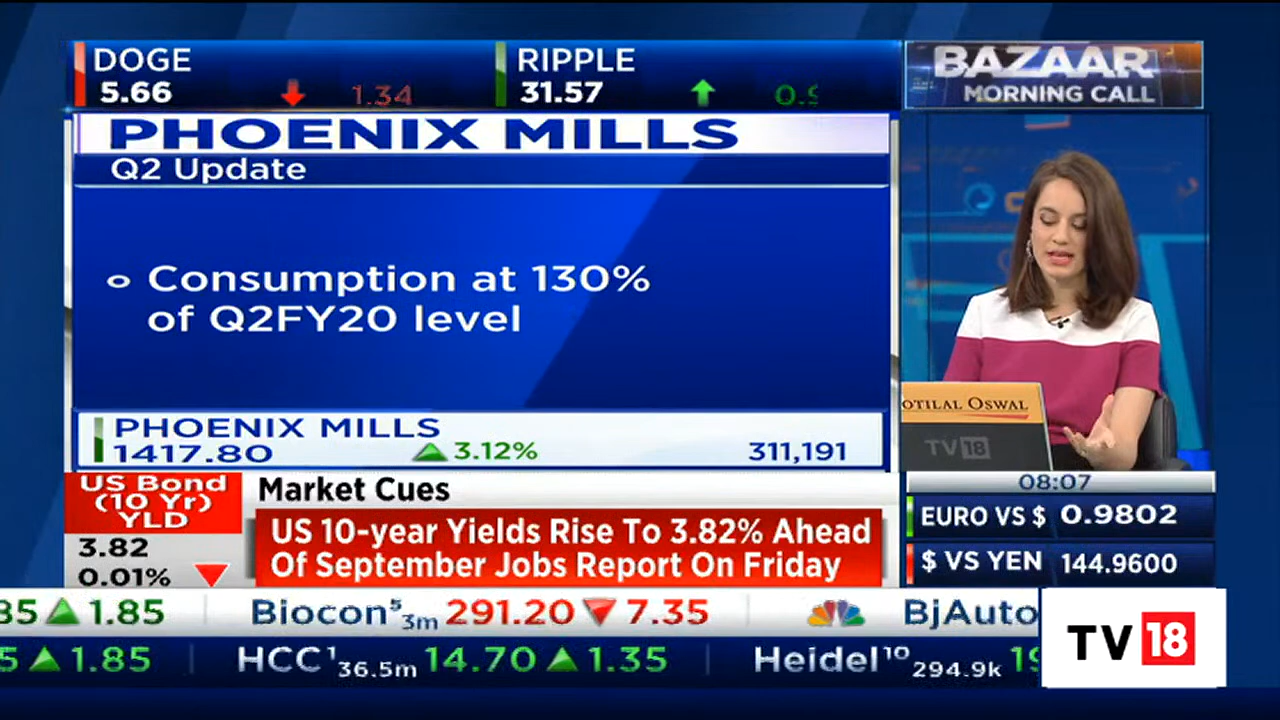 DOGE
5.66 1.34
RIPPLE
31.57
BAZAAR
MORNING CALL
PHOENIX MILLS
Q2 Update
Consumption at 130%
of Q2FY20 level
PHOENIX MILLS
1417.80 3.12% 311,191
OTILAL OSWAL
TV18
08:07
US Bond
(10 Yr)
YLD
3.82
0.01%
Market Cues
US 10-year Yields Rise To 3.82% Ahead
Of September Jobs Report On Friday
EURO VS $ 0.9802
$ VS YEN 144.9600
85 1.85 Biocon⁵ 3m 291.20 7.35 BjAuto
5 1.85 HCC¹ 36.5m 14.70 1.35 Heidel¹⁰ 294.9k
TV18